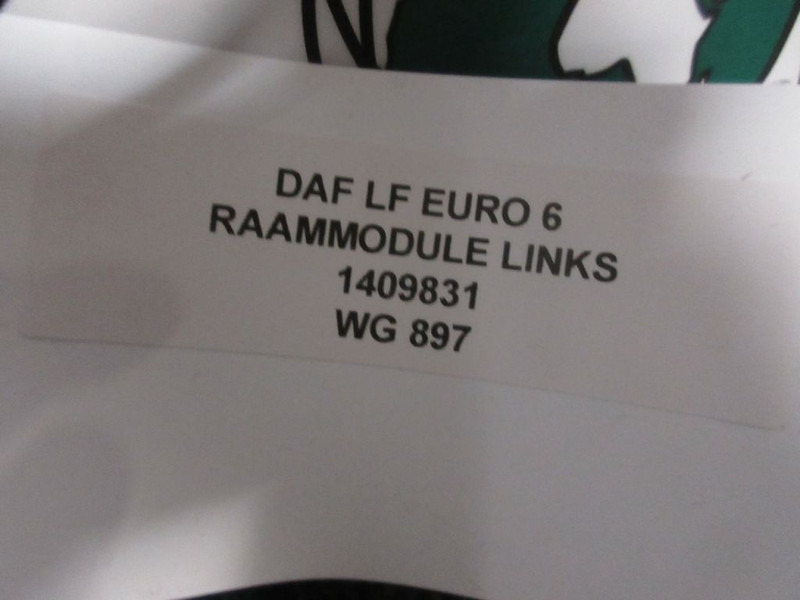 N
DAF LF EURO 6
RAAMMODULE LINKS
1409831
WG 897